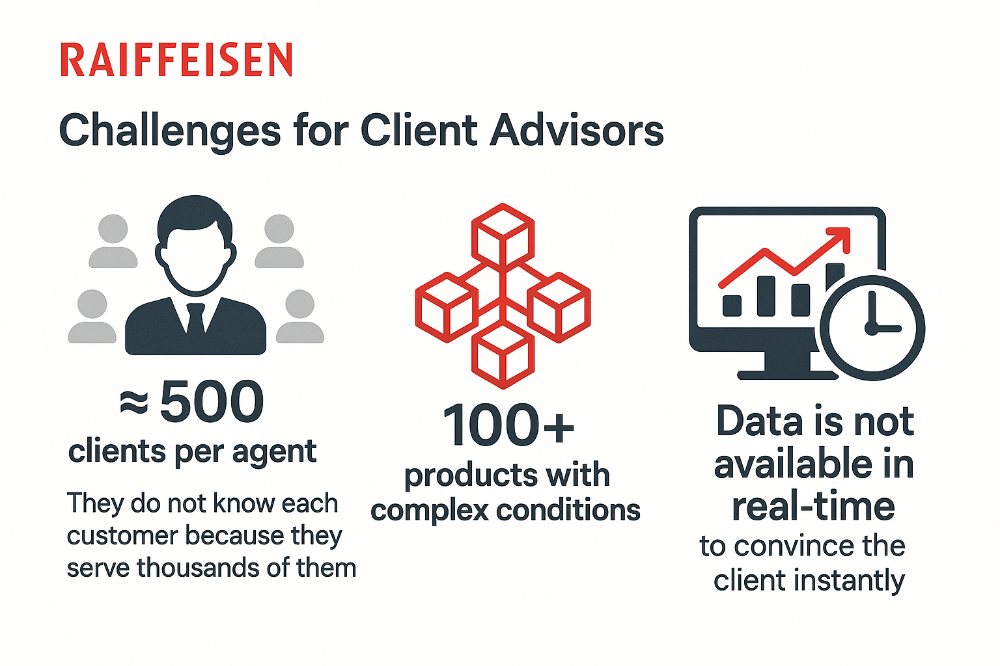 RAIFFEISEN
Challenges for Client Advisors
≈ 500
clients per agent
They do not know each
customer because they
serve thousands of them
100+
products with
complex conditions
Data is not
available in
real-time
to convince the
client instantly